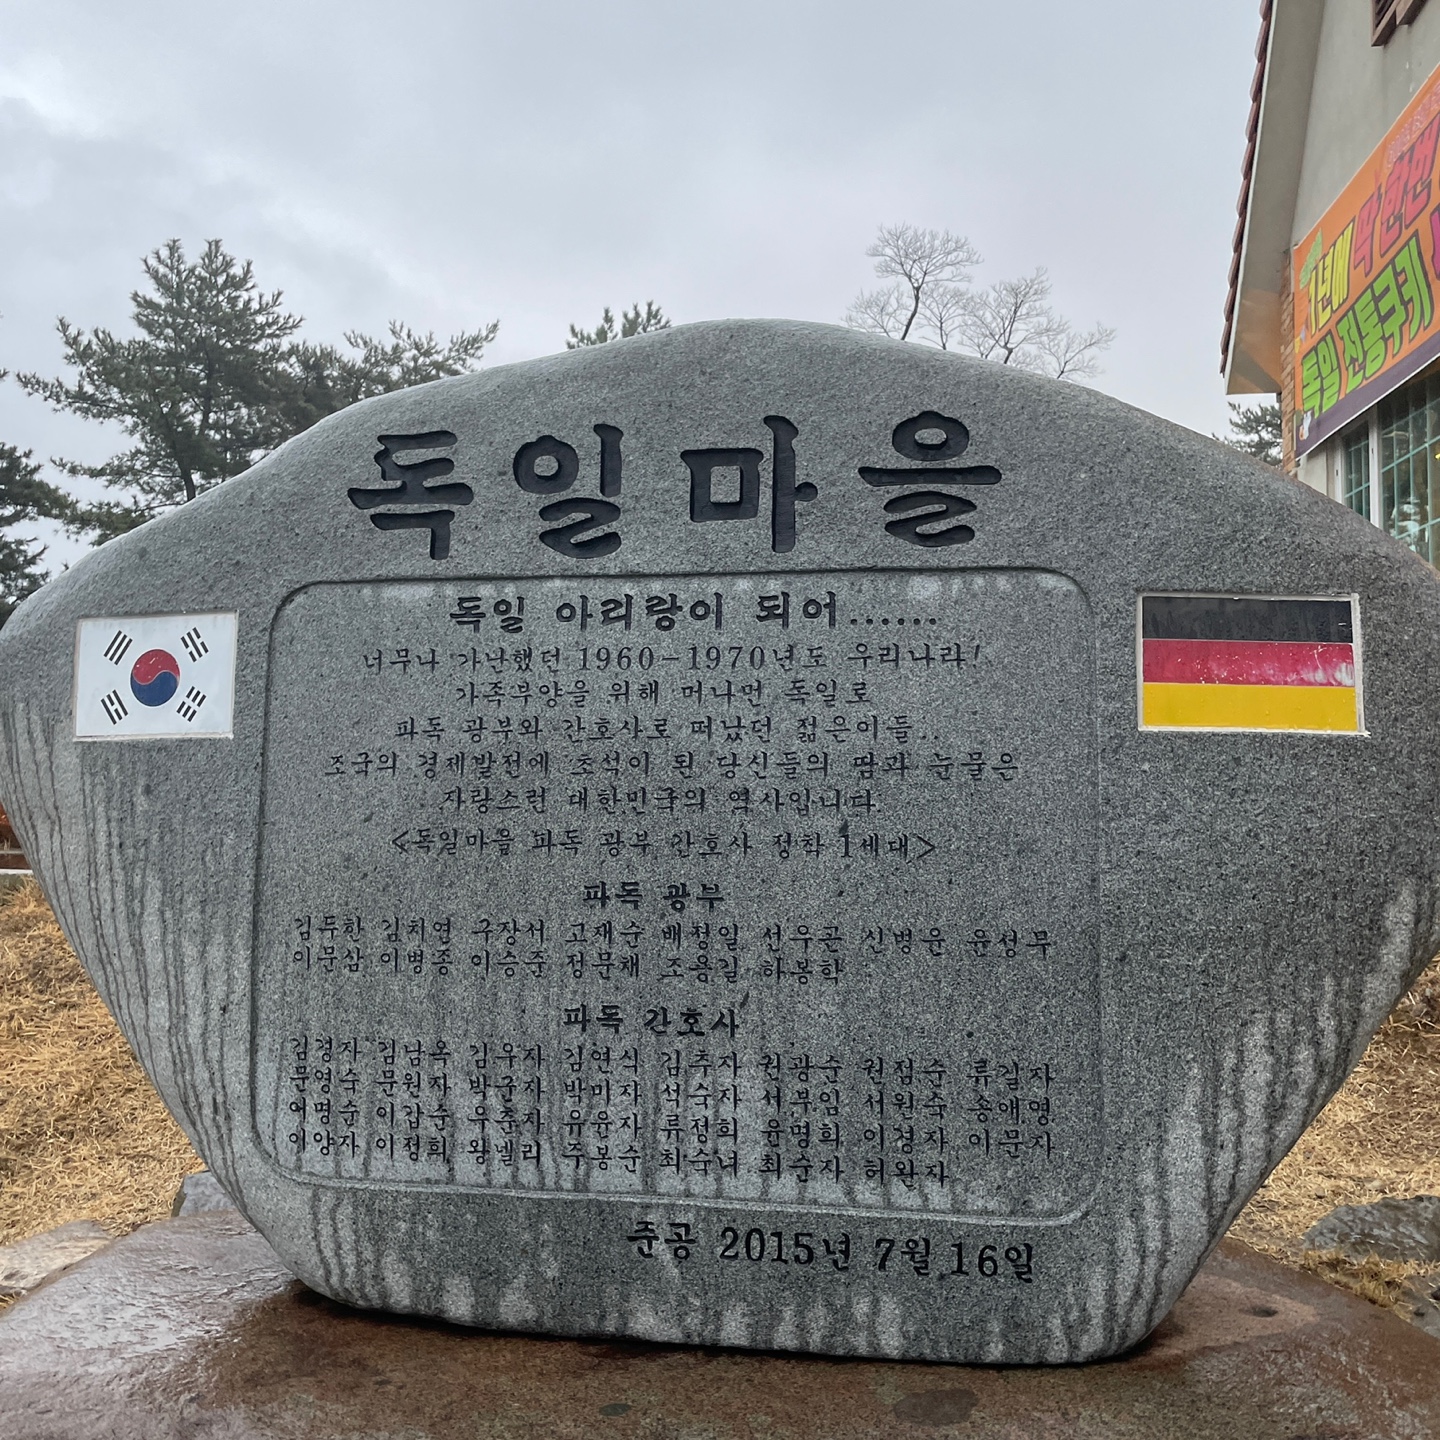 독일마을
독일 아리랑이 되어......
너무나 가난했던 1960-1970년도 우리나라!
가족부양을 위해 머나먼 독일로
파독 광부와 간호사로 떠났던 젊은이들..
조국의 경제발전에 초석이 된 당신들의 땀과 눈물은
자랑스런 대한민국의 역사입니다
<독일마을 파독 광부 간호사 정착 1세대>
파독 광부
김두한 김치연 구장서 고재순 배정일 선우곤 신병윤 윤성무
이문삼 이병종 이승준 정문채 조용길 하봉학
파독 간호사
김경자 김남옥 김우자 김연식 김추자 권광순 권점순 류길자
문영숙 문원자 박군자 박미자 석숙자 서부임 서원숙 송애영
어명순 이갑순 우춘자 유윤자 류정희 윤명희 이경자 이문자
이양자 이정희 왕넬리 주봉순 최숙녀 최순자 허완자
준공 2015년 7월 16일
1년에 딱 한번
독일 전통쿠키